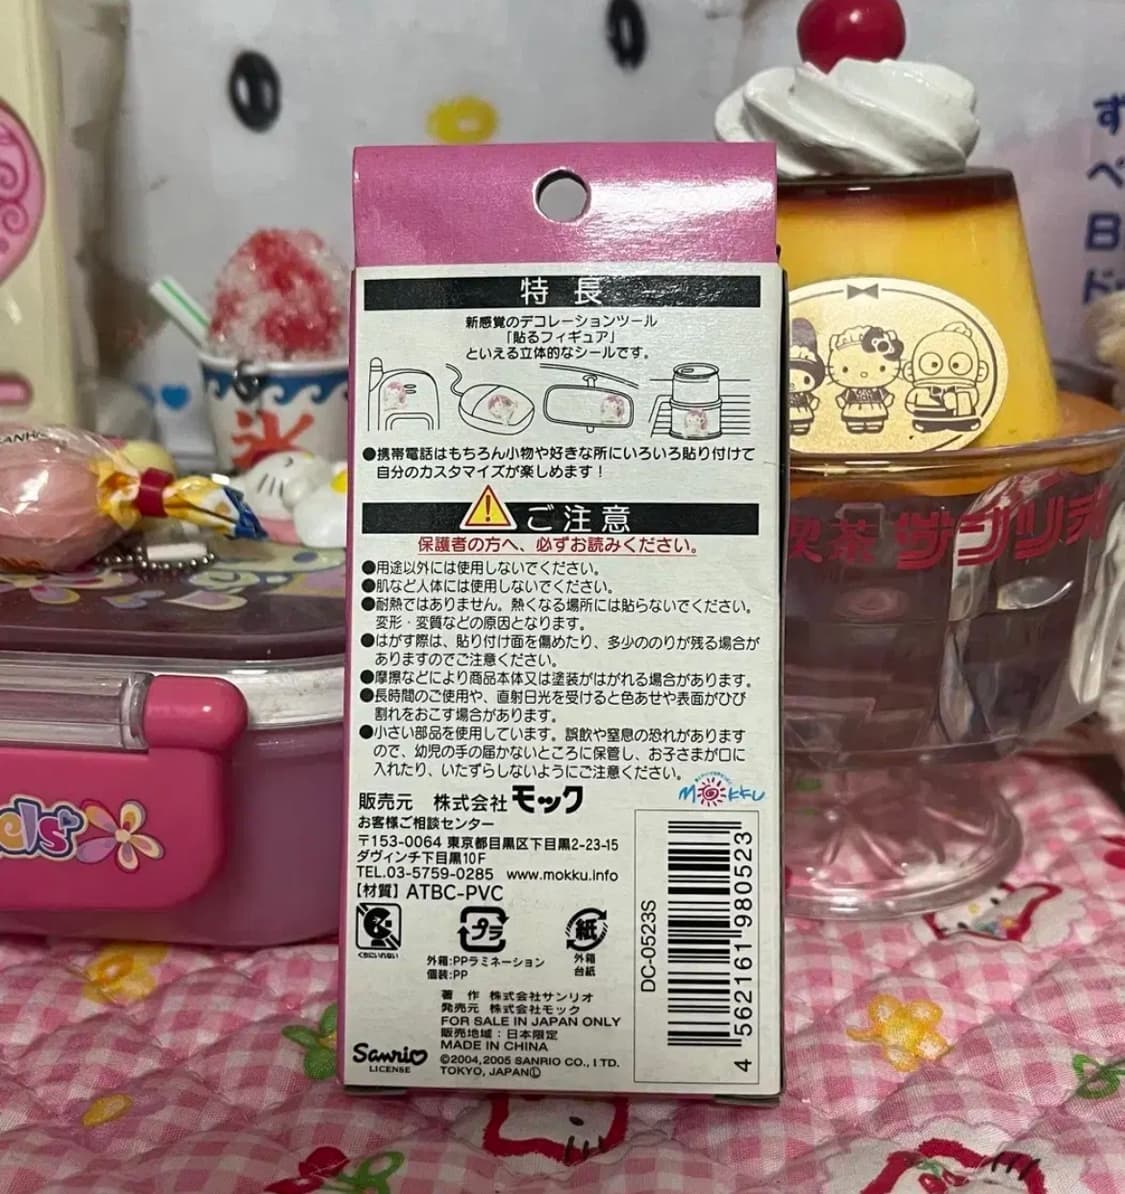 特長
新感覚のデコレーションツール
「貼るフィギュア」
といえる立体的なシールです。
●携帯電話はもちろん小物や好きな所にいろいろ貼り付けて
自分のカスタマイズが楽しめます！
ご注意
保護者の方へ、必ずお読みください。
●用途以外には使用しないでください。
●肌など人体には使用しないでください。
●耐熱ではありません。熱くなる場所には貼らないでください。
変形・変質などの原因となります。
●はがす際は、貼り付け面を傷めたり、多少ののりが残る場合が
ありますのでご注意ください。
●摩擦などにより商品本体又は塗装がはがれる場合があります。
●長時間のご使用や、直射日光を受けると色あせや表面がひび
割れをおこす場合があります。
●小さい部品を使用しています。誤飲や窒息の恐れがあります
ので、幼児の手の届かないところに保管し、お子さまが口に
入れたり、いたずらしないようにご注意ください。
販売元 株式会社モック
MOKKU
お客様ご相談センター
〒153-0064 東京都目黒区下目黒2-23-15
ダヴィンチ下目黒10F
TEL.03-5759-0285 www.mokku.info
【材質】ATBC-PVC
くちにいれない
プラ
紙
外箱:PPラミネーション
個装:PP
外箱
台紙
著 作 株式会社サンリオ
発売元 株式会社モック
FOR SALE IN JAPAN ONLY
販売地域：日本限定
MADE IN CHINA
Sanrio
LICENSE
©2004,2005 SANRIO CO., LTD.
TOKYO, JAPANⓁ
DC-0523S
4 562161 980523
氷
喫茶 サンリオ
els